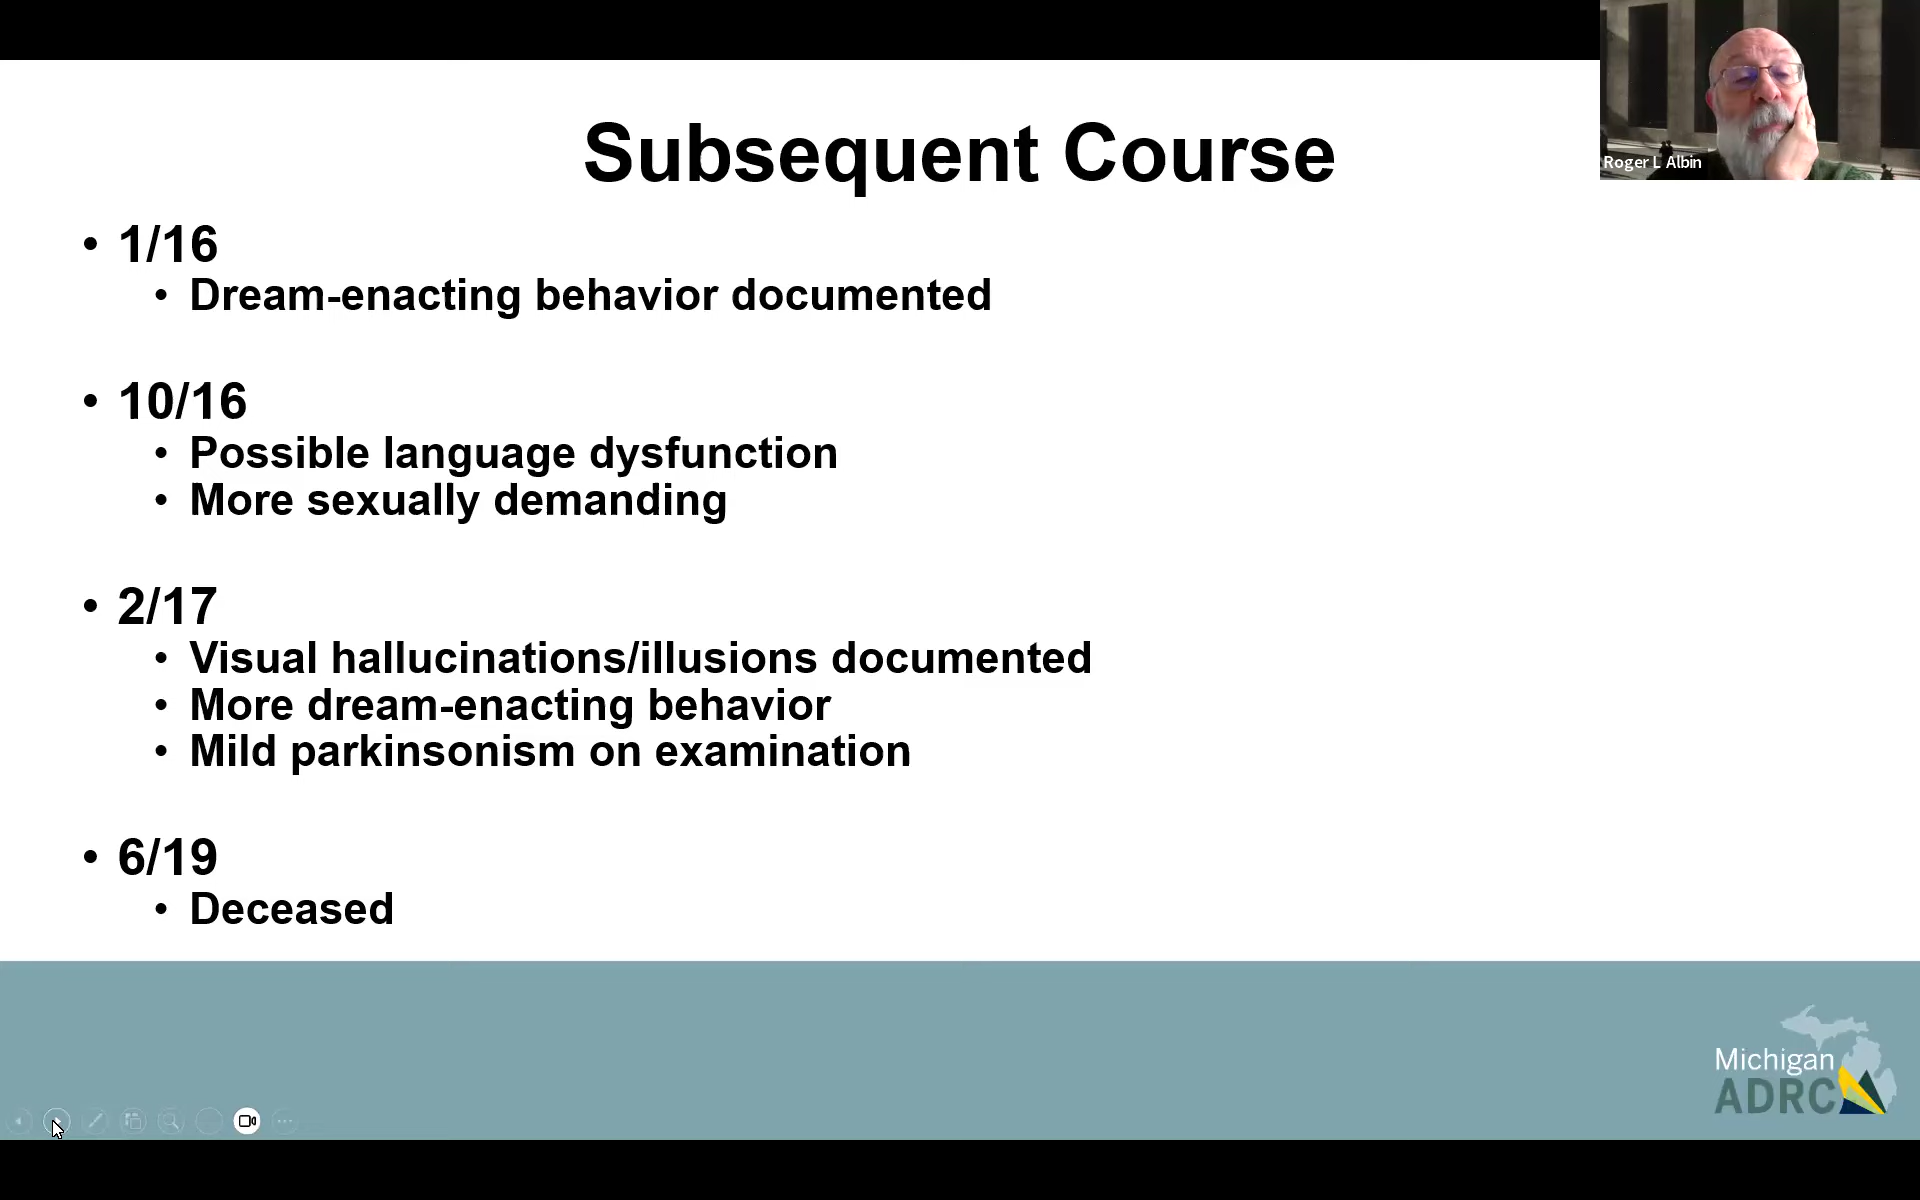 Subsequent Course
Roger L Albin
• 1/16
• Dream-enacting behavior documented
• 10/16
• Possible language dysfunction
• More sexually demanding
• 2/17
• Visual hallucinations/illusions documented
• More dream-enacting behavior
• Mild parkinsonism on examination
• 6/19
• Deceased
Michigan
ADRC